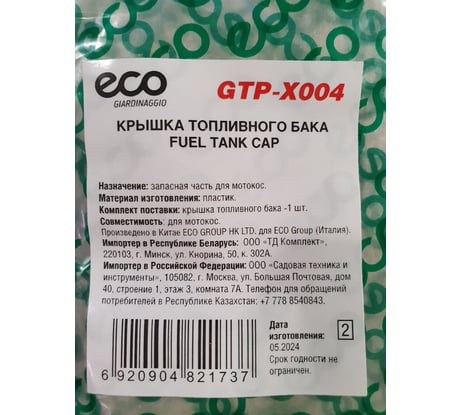 eco
GIARDINAGGIO
GTP-X004
КРЫШКА ТОПЛИВНОГО БАКА
FUEL TANK CAP
Назначение: запасная часть для мотокос.
Материал изготовления: пластик.
Комплект поставки: крышка топливного бака -1 шт.
Совместимость: для мотокос.
Произведено в Китае ECO GROUP HK LTD. для ECO Group (Италия).
Импортер в Республике Беларусь: ООО «ТД Комплект»,
220103, г. Минск, ул. Кнорина, 50, к. 302А.
Импортер в Российской Федерации: ООО «Садовая техника и
инструменты», 105082, г. Москва, ул. Большая Почтовая, дом
40, строение 1, этаж 3, комната 7А. Телефон для обращений
потребителей в Республике Казахстан: +7 778 8540843.
Дата
изготовления:
05.2024
Срок годности не
ограничен.
2
6 920904 821737